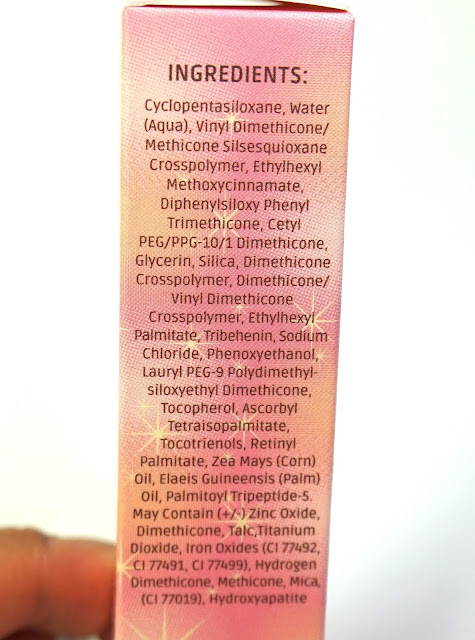 INGREDIENTS:
Cyclopentasiloxane, Water
(Aqua), Vinyl Dimethicone/
Methicone Silsesquioxane
Crosspolymer, Ethylhexyl
Methoxycinnamate,
Diphenylsiloxy Phenyl
Trimethicone, Cetyl
PEG/PPG-10/1 Dimethicone,
Glycerin, Silica, Dimethicone
Crosspolymer, Dimethicone/
Vinyl Dimethicone
Crosspolymer, Ethylhexyl
Palmitate, Tribehenin, Sodium
Chloride, Phenoxyethanol,
Lauryl PEG-9 Polydimethyl-
siloxyethyl Dimethicone,
Tocopherol, Ascorbyl
Tetraisopalmitate,
Tocotrienols, Retinyl
Palmitate, Zea Mays (Corn)
Oil, Elaeis Guineensis (Palm)
Oil, Palmitoyl Tripeptide-5.
May Contain (+/-) Zinc Oxide,
Dimethicone, Talc,Titanium
Dioxide, Iron Oxides (CI 77492,
CI 77491, CI 77499), Hydrogen
Dimethicone, Methicone, Mica,
(CI 77019), Hydroxyapatite